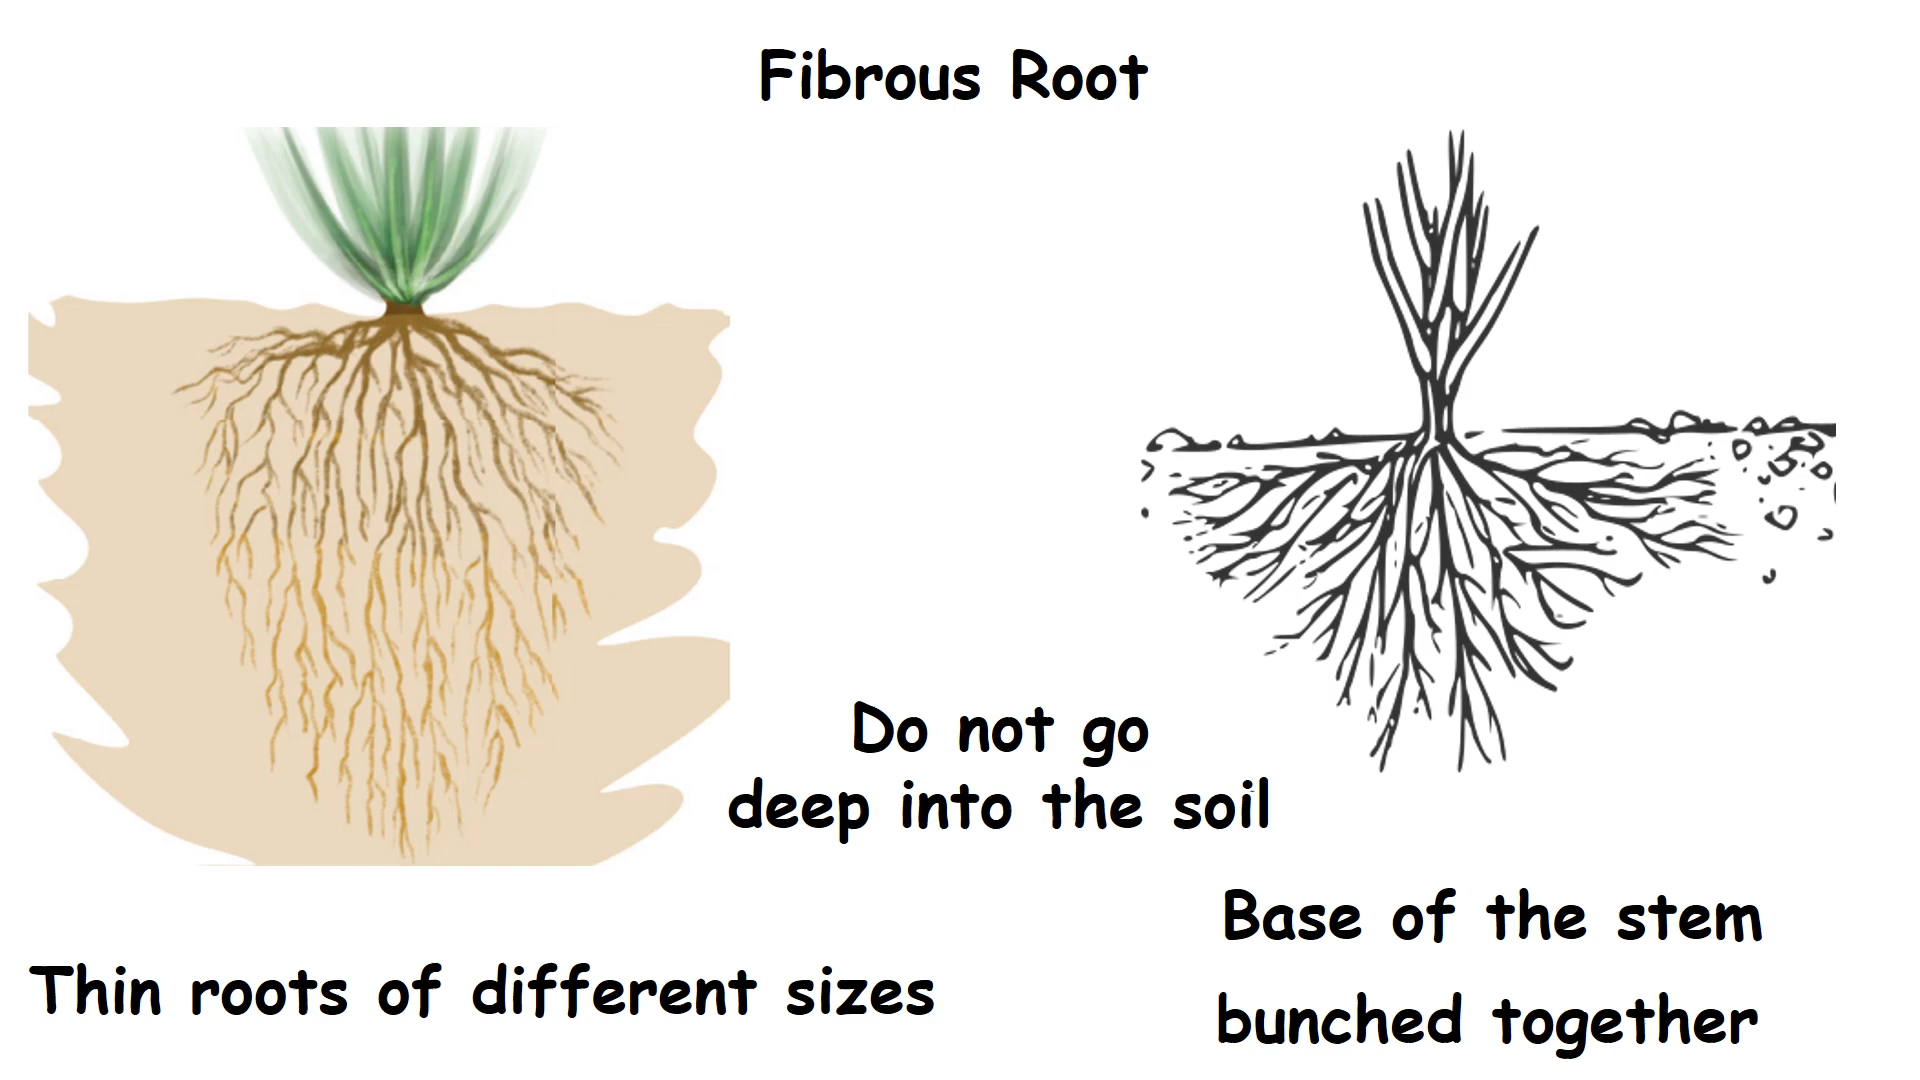 Fibrous Root
Do not go
deep into the soil
Base of the stem
bunched together
Thin roots of different sizes